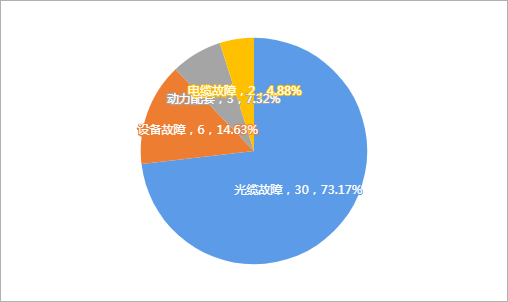 电缆故障，2，4.88%
动力配套，3，7.32%
设备故障，6，14.63%
光缆故障，30，73.17%